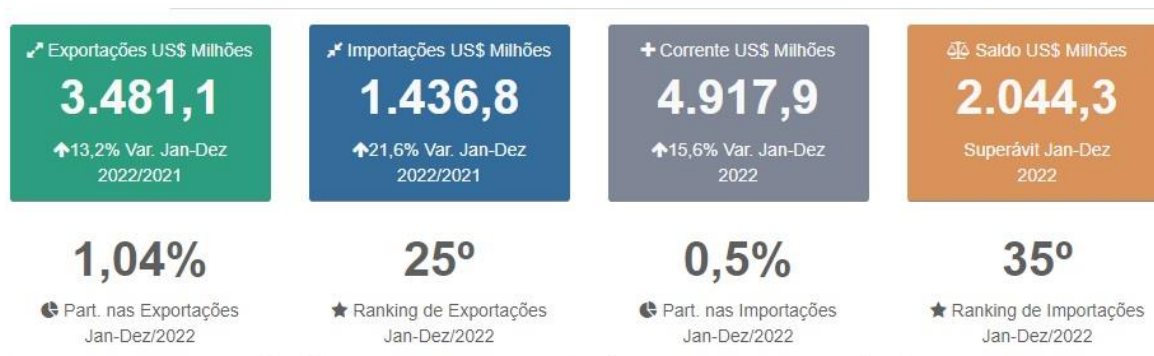 Exportações US$ Milhões
3.481,1
13,2% Var. Jan-Dez
2022/2021
Importações US$ Milhões
1.436,8
21,6% Var. Jan-Dez
2022/2021
Corrente US$ Milhões
4.917,9
15,6% Var. Jan-Dez
2022
Saldo US$ Milhões
2.044,3
Superávit Jan-Dez
2022
1,04%
Part. nas Exportações
Jan-Dez/2022
25º
Ranking de Exportações
Jan-Dez/2022
0,5%
Part. nas Importações
Jan-Dez/2022
35º
Ranking de Importações
Jan-Dez/2022